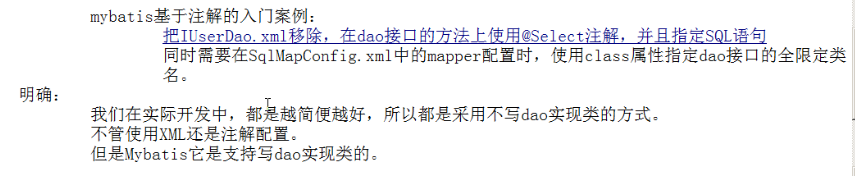 mybatis基于注解的入门案例：
把IUserDao.xml移除，在dao接口的方法上使用@Select注解，并且指定SQL语句
同时需要在SqlMapConfig.xml中的mapper配置时，使用class属性指定dao接口的全限定类
名。
明确：
我们在实际开发中，都是越简便越好，所以都是采用不写dao实现类的方式。
不管使用XML还是注解配置。
但是Mybatis它是支持写dao实现类的。